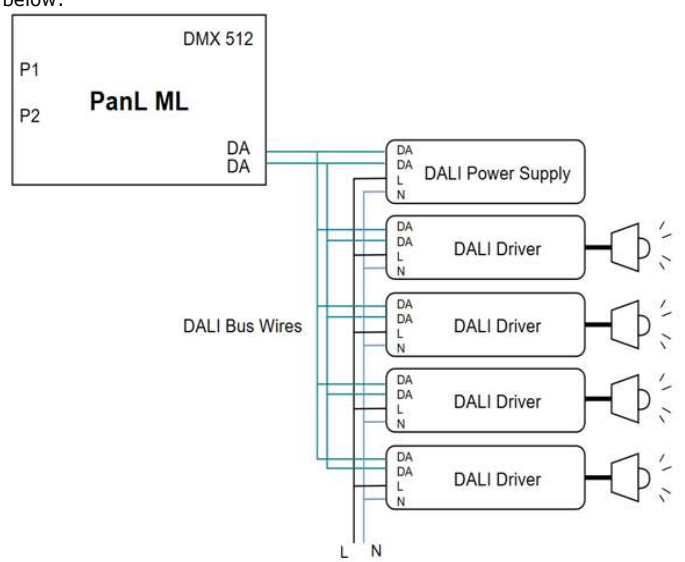 below:
DMX 512
P1
PanL ML
P2
DA
DA
DA
DA
L
N
DALI Power Supply
DA
DA
L
N
DALI Driver
DALI Bus Wires
DA
DA
L
N
DALI Driver
DA
DA
L
N
DALI Driver
DA
DA
L
N
DALI Driver
L N